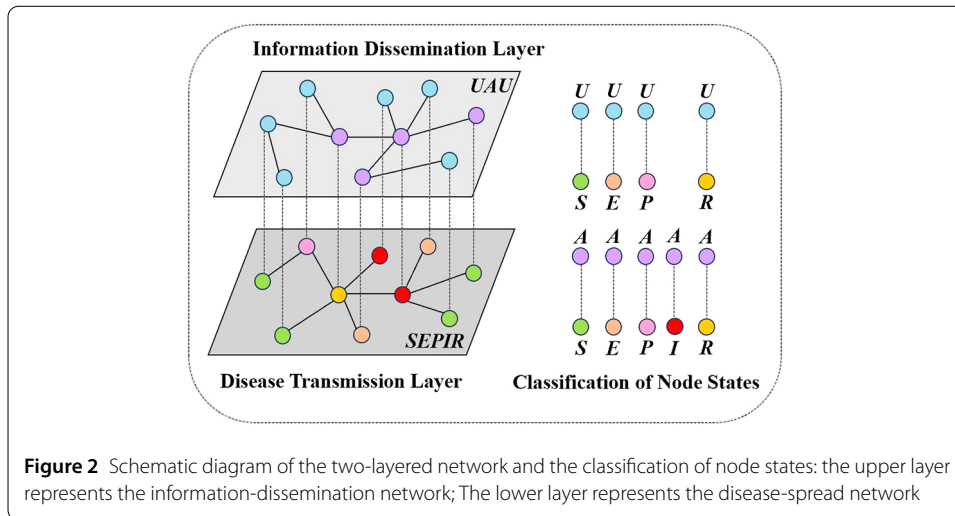 Information Dissemination Layer
UAU
U U U U
S E P R
A A A A A
S E P I R
SEPIR
Disease Transmission Layer
Classification of Node States
Figure 2 Schematic diagram of the two-layered network and the classification of node states: the upper layer
represents the information-dissemination network; The lower layer represents the disease-spread network